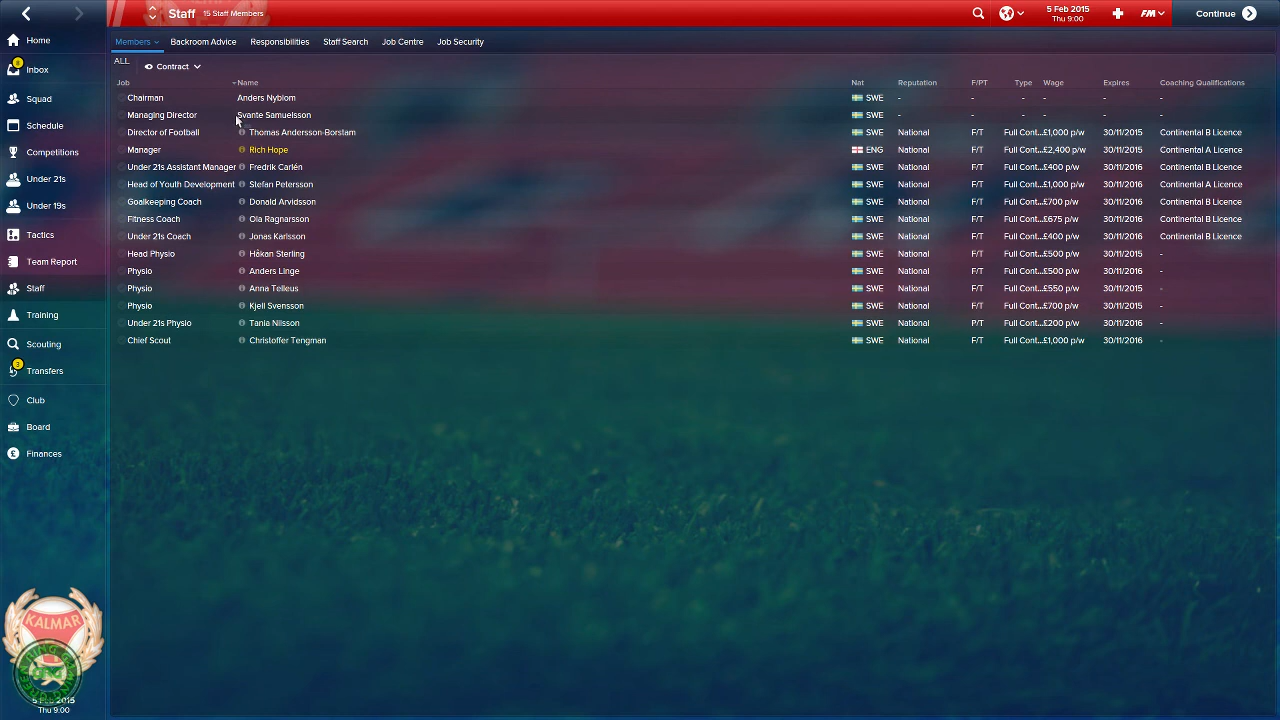 Staff 15 Staff Members 5 Feb 2015 FM Continue
Thu 9:00
Home
8
Inbox
Squad
Schedule
Competitions
Under 21s
Under 19s
Tactics
Team Report
Staff
Training
Scouting
3
Transfers
Club
Board
Finances
KALMAR
5 Feb 2015
Thu 9:00
Members Backroom Advice Responsibilities Staff Search Job Centre Job Security
ALL Contract
Job Name Nat Reputation F/PT Type Wage Expires Coaching Qualifications
Chairman Anders Nyblom SWE - - - - - -
Managing Director Svante Samuelsson SWE - - - - - -
Director of Football Thomas Andersson-Borstam SWE National F/T Full Cont...£1,000 p/w 30/11/2015 Continental B Licence
Manager Rich Hope ENG National F/T Full Cont...£2,400 p/w 30/11/2015 Continental A Licence
Under 21s Assistant Manager Fredrik Carlén SWE National F/T Full Cont...£400 p/w 30/11/2016 Continental B Licence
Head of Youth Development Stefan Petersson SWE National F/T Full Cont...£1,000 p/w 30/11/2016 Continental A Licence
Goalkeeping Coach Donald Arvidsson SWE National F/T Full Cont...£700 p/w 30/11/2016 Continental B Licence
Fitness Coach Ola Ragnarsson SWE National F/T Full Cont...£675 p/w 30/11/2016 Continental B Licence
Under 21s Coach Jonas Karlsson SWE National F/T Full Cont...£400 p/w 30/11/2016 Continental B Licence
Head Physio Håkan Sterling SWE National F/T Full Cont...£500 p/w 30/11/2015 -
Physio Anders Linge SWE National F/T Full Cont...£500 p/w 30/11/2016 -
Physio Anna Telleus SWE National F/T Full Cont...£550 p/w 30/11/2015 -
Physio Kjell Svensson SWE National F/T Full Cont...£700 p/w 30/11/2015 -
Under 21s Physio Tania Nilsson SWE National P/T Full Cont...£200 p/w 30/11/2016 -
Chief Scout Christoffer Tengman SWE National F/T Full Cont...£1,000 p/w 30/11/2016 -